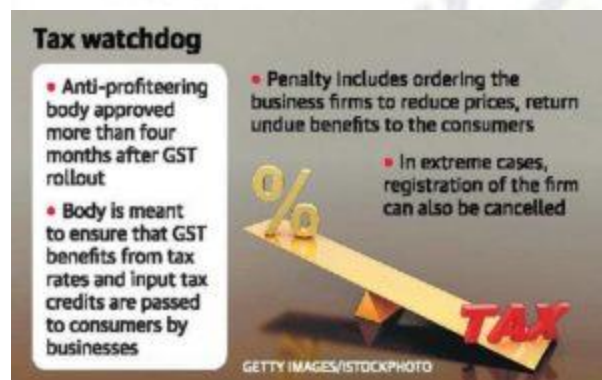 Tax watchdog
• Anti-profiteering
body approved
more than four
months after GST
rollout
• Body is meant
to ensure that GST
benefits from tax
rates and input tax
credits are passed
to consumers by
businesses
• Penalty includes ordering the
business firms to reduce prices, return
undue benefits to the consumers
• In extreme cases,
registration of the firm
can also be cancelled
%
TAX
GETTY IMAGES/ISTOCKPHOTO